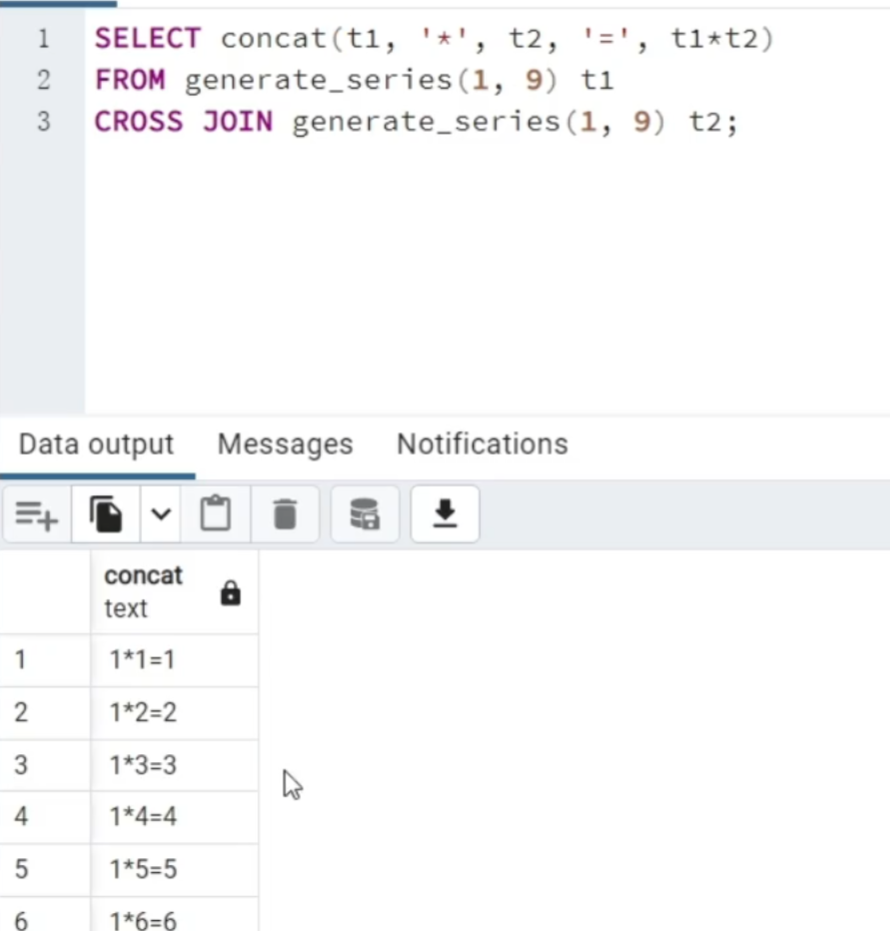 1 SELECT concat(t1, '*', t2, '=', t1*t2)
2 FROM generate_series(1, 9) t1
3 CROSS JOIN generate_series(1, 9) t2;
Data output Messages Notifications
concat
text
1 1*1=1
2 1*2=2
3 1*3=3
4 1*4=4
5 1*5=5
6 1*6=6